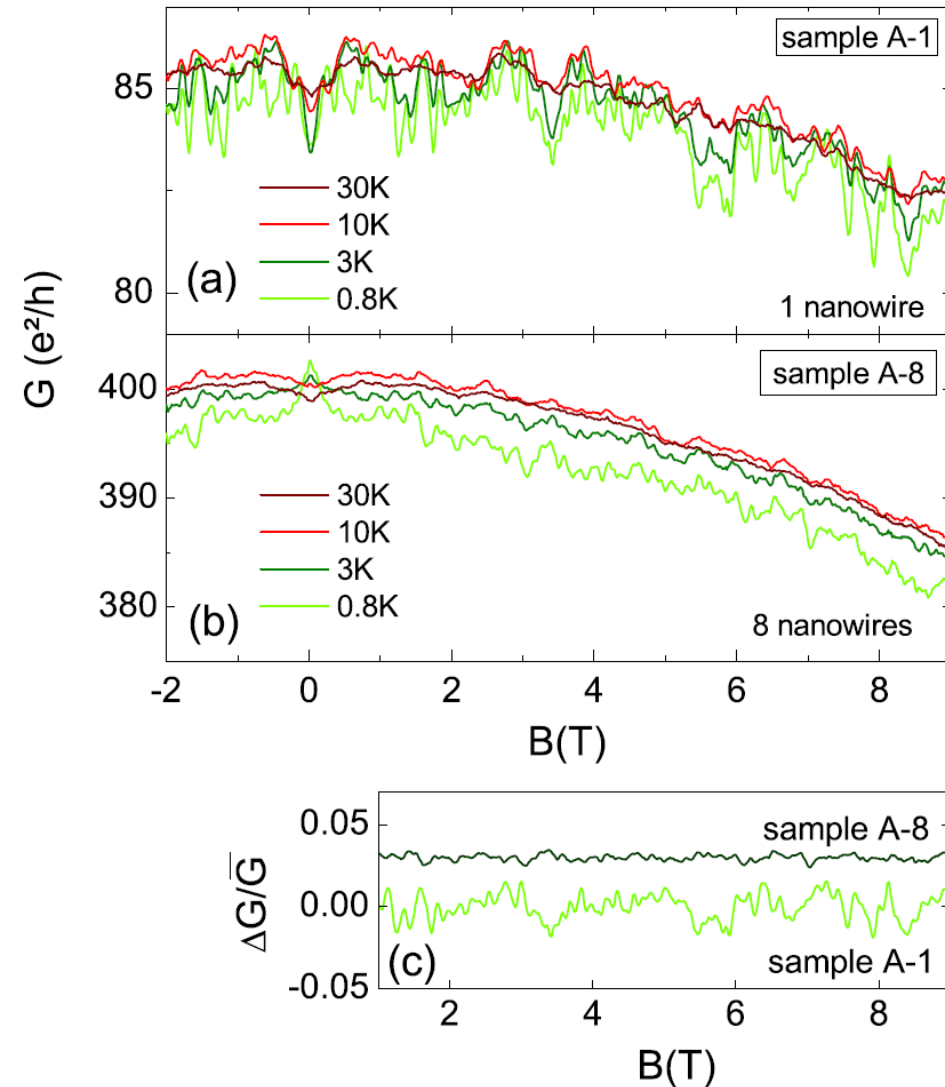 sample A-1
85
30K
10K
3K
0.8K
(a)
80
1 nanowire
G (e²/h)
sample A-8
400
390
30K
10K
3K
0.8K
380
(b)
8 nanowires
-2 0 2 4 6 8
B(T)
0.05
sample A-8
ΔG/G̅
0.00
(c)
-0.05
sample A-1
2 4 6 8
B(T)